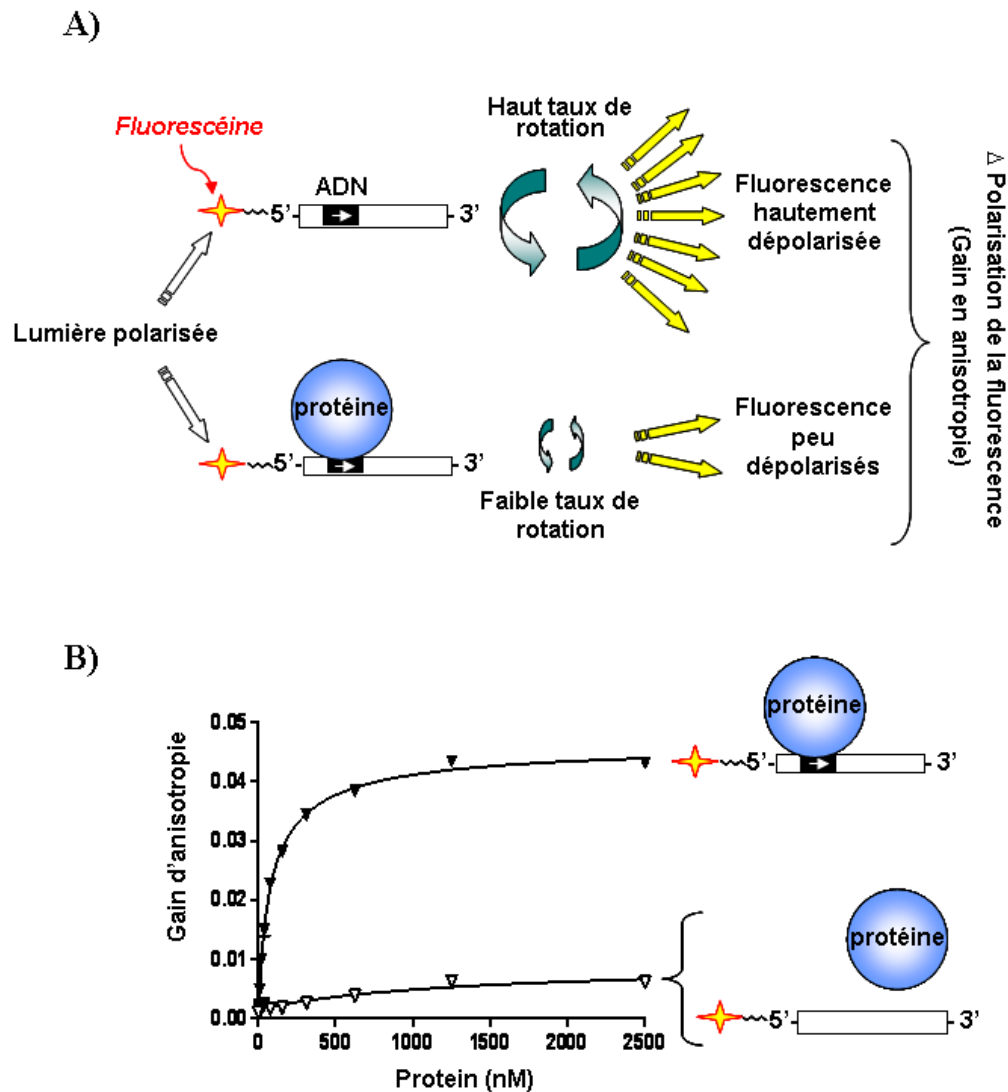 A)
Fluorescéine
5’
ADN
3’
Haut taux de
rotation
Fluorescence
hautement
dépolarisée
Lumière polarisée
protéine
5’
3’
Faible taux de
rotation
Fluorescence
peu
dépolarisés
Δ Polarisation de la fluorescence
(Gain en anisotropie)
B)
Gain d’anisotropie
0.05
0.04
0.03
0.02
0.01
0.00
0
500
1000
1500
2000
2500
Protein (nM)
protéine
5’
3’
protéine
5’
3’